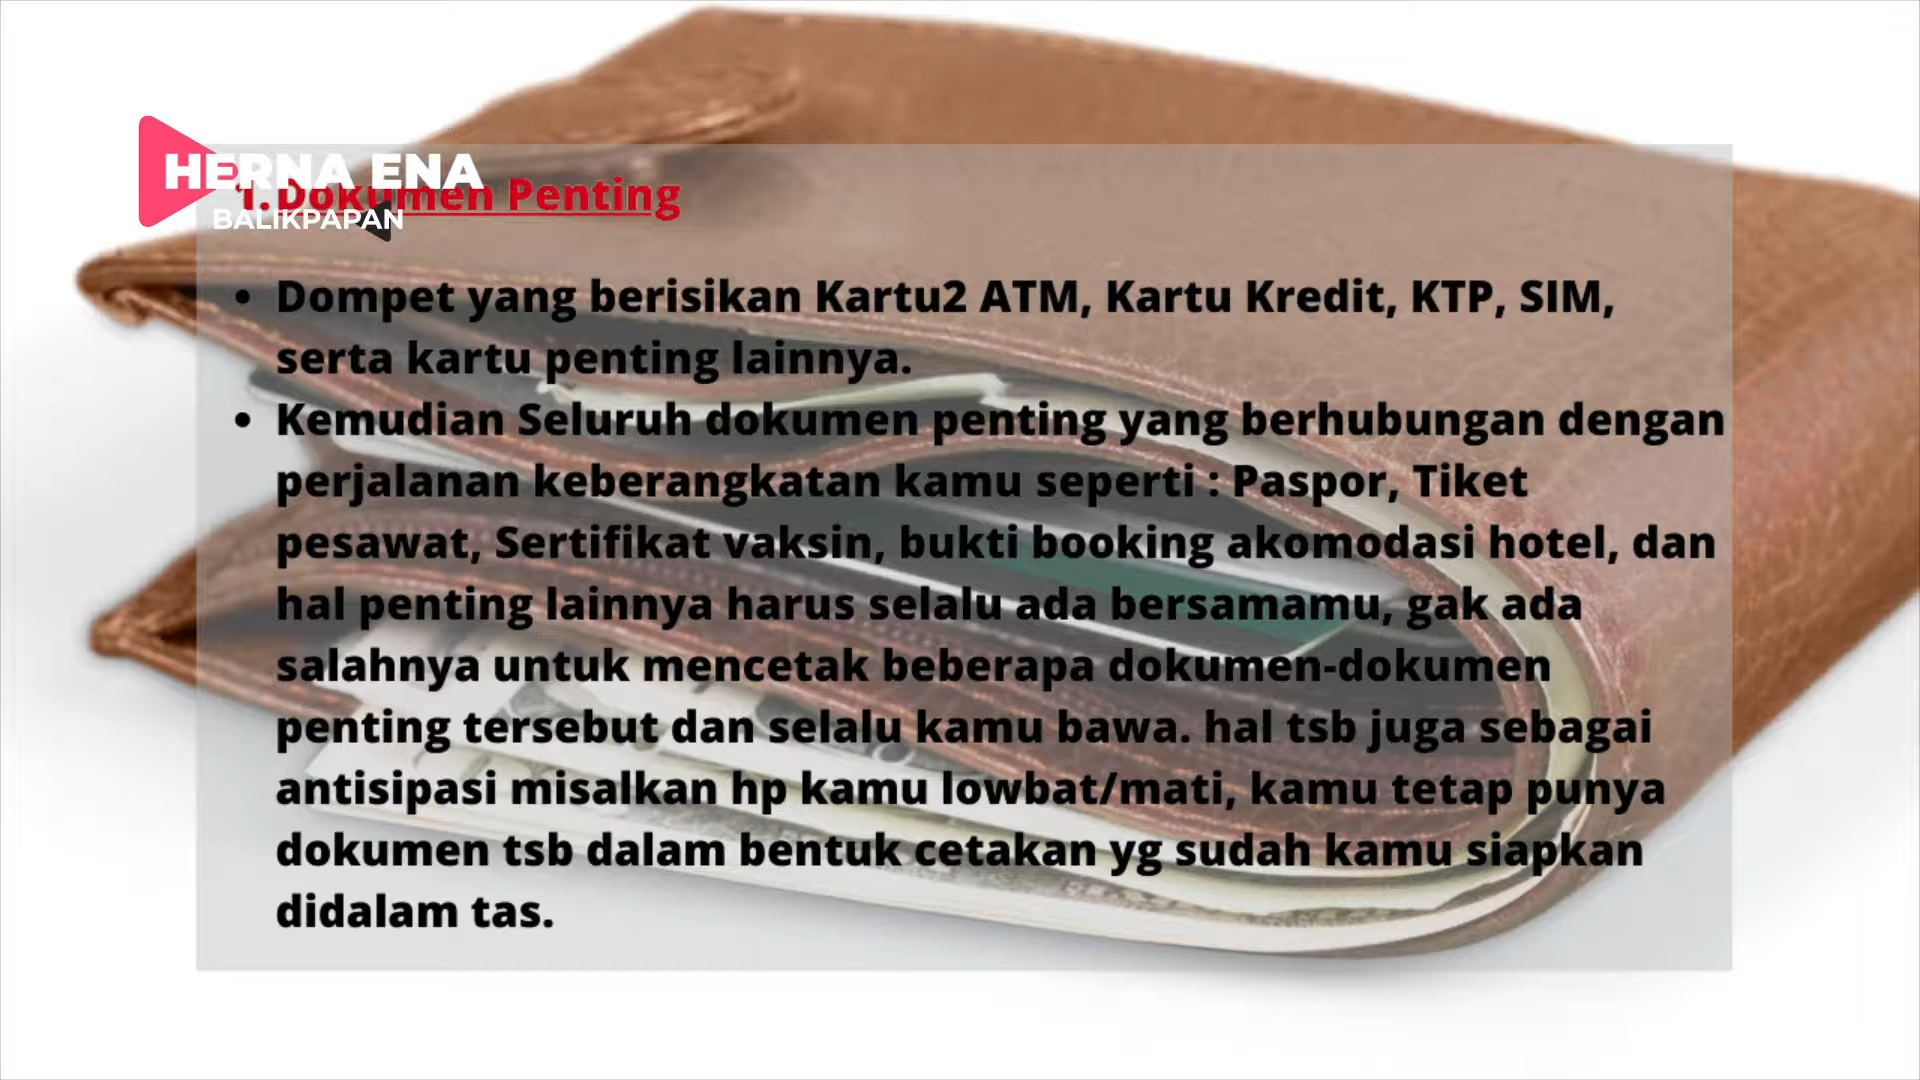 HERNA ENA
BALIKPAPAN
1. Dokumen Penting
• Dompet yang berisikan Kartu2 ATM, Kartu Kredit, KTP, SIM,
serta kartu penting lainnya.
• Kemudian Seluruh dokumen penting yang berhubungan dengan
perjalanan keberangkatan kamu seperti : Paspor, Tiket
pesawat, Sertifikat vaksin, bukti booking akomodasi hotel, dan
hal penting lainnya harus selalu ada bersamamu, gak ada
salahnya untuk mencetak beberapa dokumen-dokumen
penting tersebut dan selalu kamu bawa. hal tsb juga sebagai
antisipasi misalkan hp kamu lowbat/mati, kamu tetap punya
dokumen tsb dalam bentuk cetakan yg sudah kamu siapkan
didalam tas.